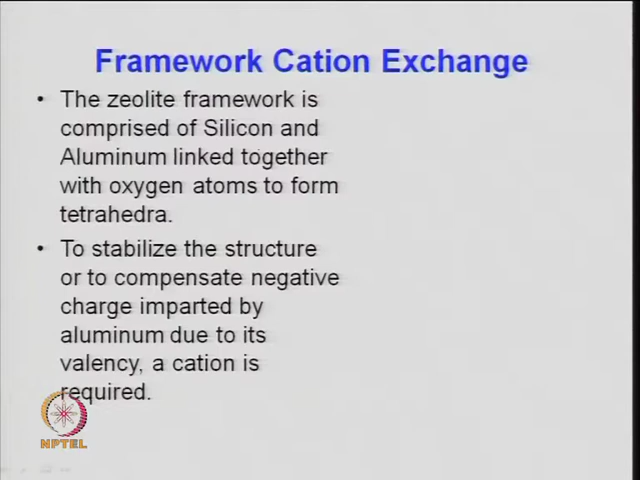 Framework Cation Exchange
• The zeolite framework is
comprised of Silicon and
Aluminum linked together
with oxygen atoms to form
tetrahedra.
• To stabilize the structure
or to compensate negative
charge imparted by
aluminum due to its
valency, a cation is
required.
NPTEL